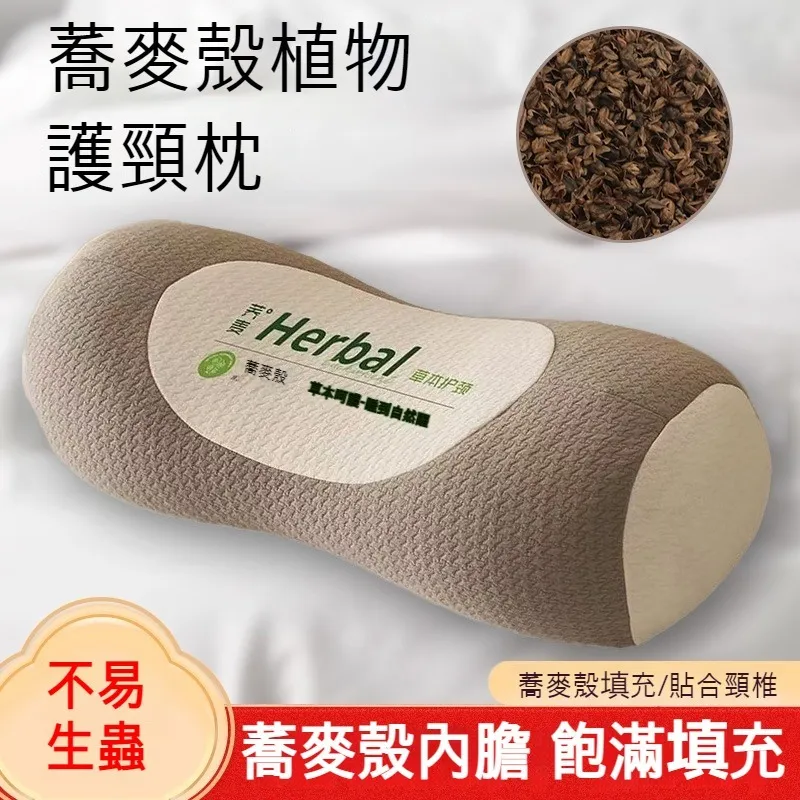 蕎麥殼植物
護頸枕
Herbal
草本护颈
蕎麥殼
不易
生蟲
蕎麥殼填充/貼合頸椎
蕎麥殼內膽 飽滿填充